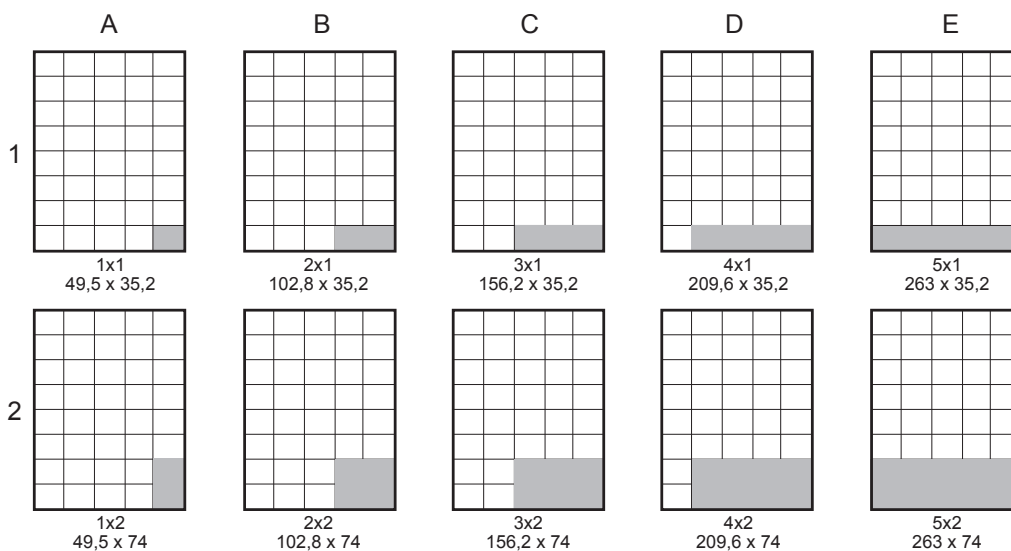 A B C D E
1
1x1 2x1 3x1 4x1 5x1
49,5 x 35,2 102,8 x 35,2 156,2 x 35,2 209,6 x 35,2 263 x 35,2
2
1x2 2x2 3x2 4x2 5x2
49,5 x 74 102,8 x 74 156,2 x 74 209,6 x 74 263 x 74